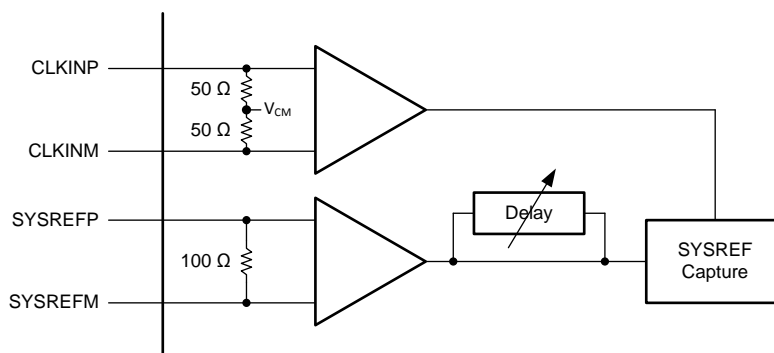 CLKINP
50 Ω
VCM
50 Ω
CLKINM
SYSREFP
Delay
100 Ω
SYSREF
Capture
SYSREFM